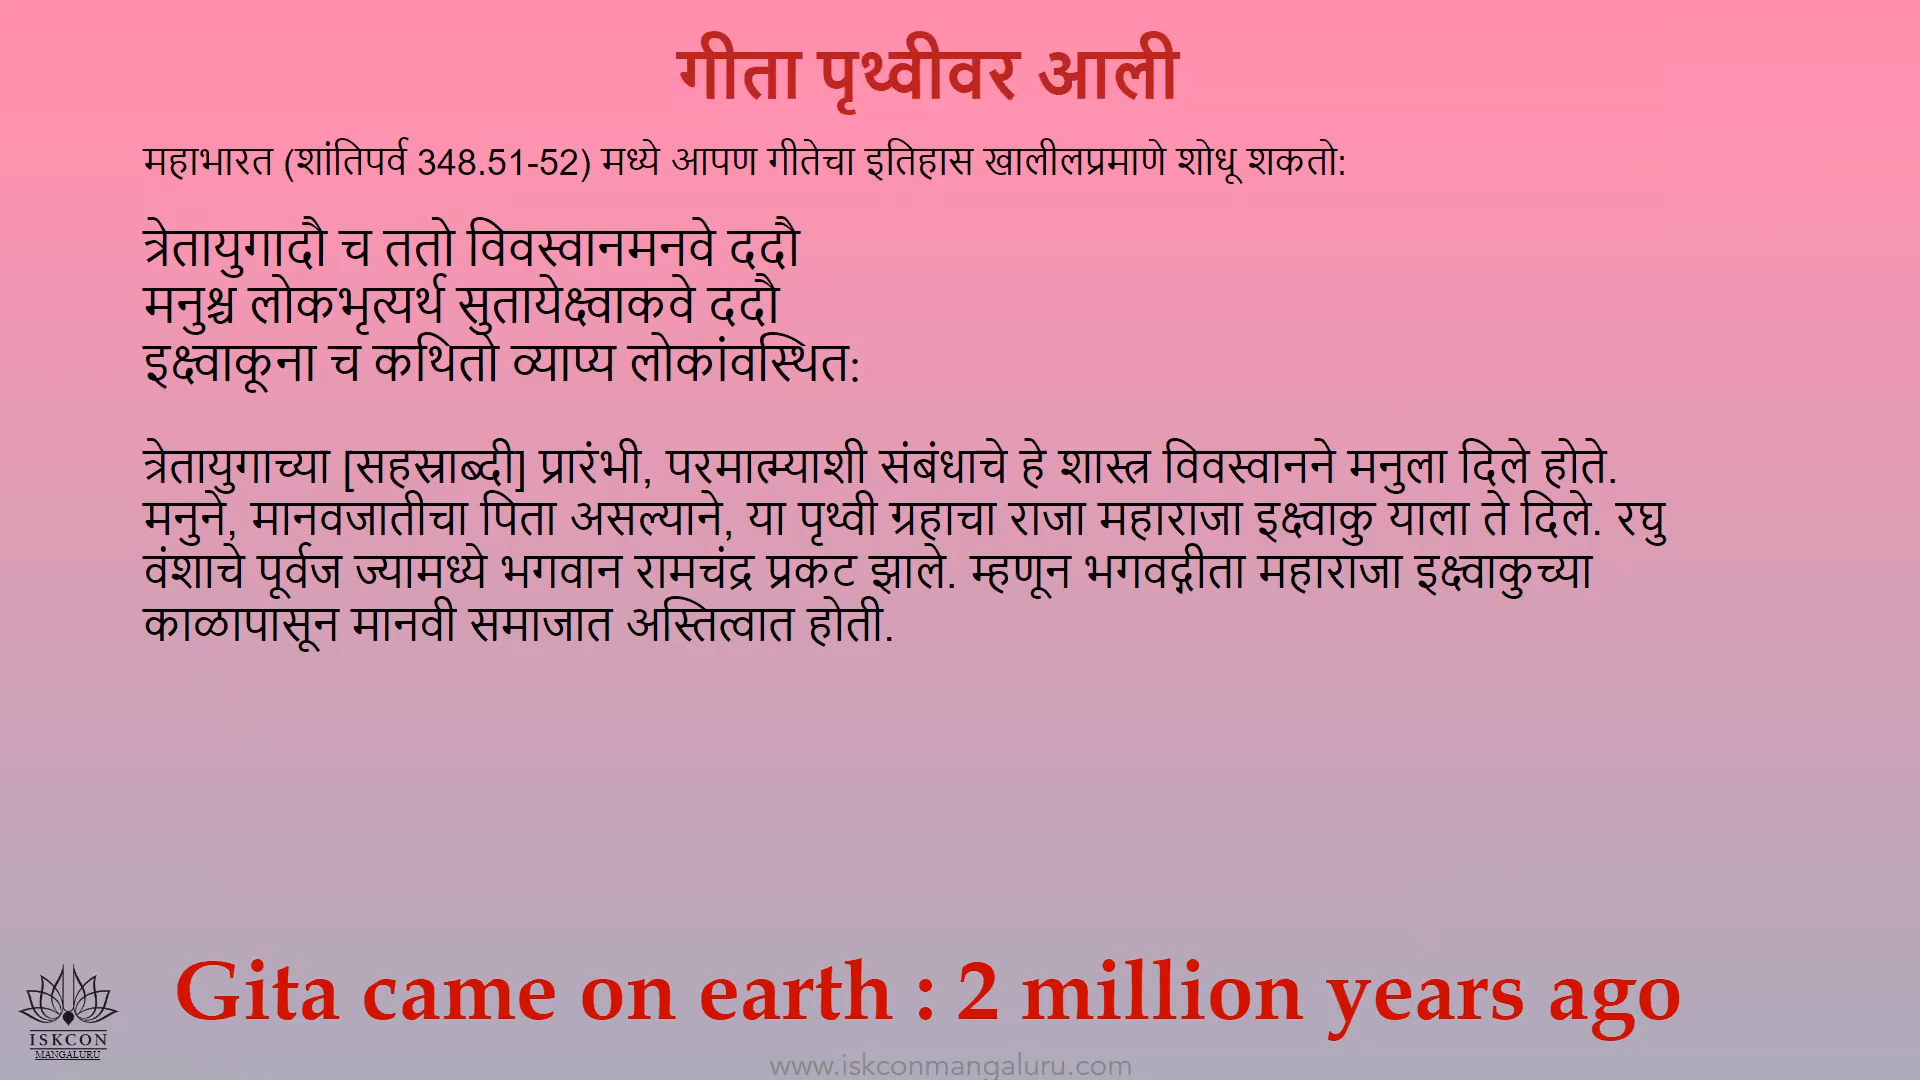 गीता पृथ्वीवर आली
महाभारत (शांतिपर्व 348.51-52) मध्ये आपण गीतेचा इतिहास खालीलप्रमाणे शोधू शकतो:
त्रेतायुगादौ च ततो विवस्वानमनवे ददौ
मनुश्च लोकभृत्यर्थ सुतायेक्ष्वाकवे ददौ
इक्ष्वाकूना च कथितो व्याप्य लोकांवस्थित:
त्रेतायुगाच्या [सहस्राब्दी] प्रारंभी, परमात्म्याशी संबंधाचे हे शास्त्र विवस्वानने मनुला दिले होते.
मनुने, मानवजातीचा पिता असल्याने, या पृथ्वी ग्रहाचा राजा महाराजा इक्ष्वाकु याला ते दिले. रघु
वंशाचे पूर्वज ज्यामध्ये भगवान रामचंद्र प्रकट झाले. म्हणून भगवद्गीता महाराजा इक्ष्वाकुच्या
काळापासून मानवी समाजात अस्तित्वात होती.
Gita came on earth : 2 million years ago
ISKCON
MANGALURU
www.iskconmangaluru.com